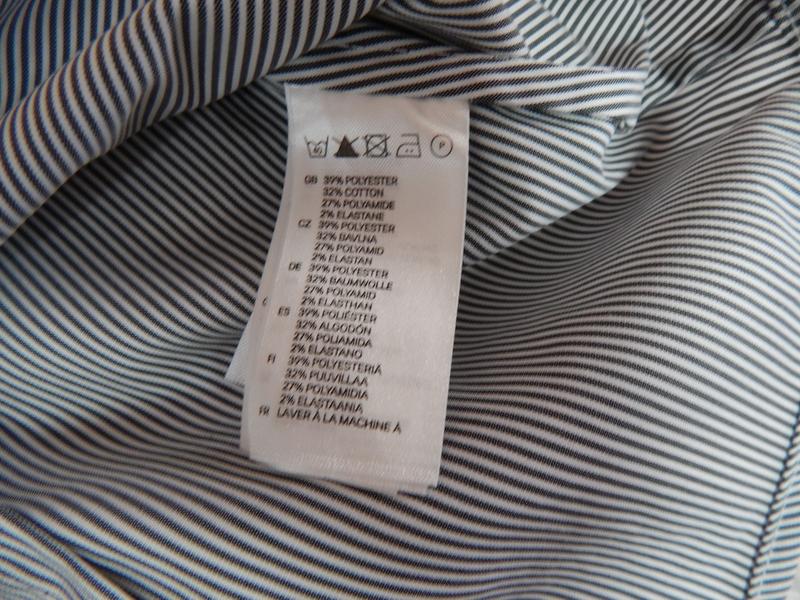 P
GB 39% POLYESTER
32% COTTON
27% POLYAMIDE
2% ELASTANE
CZ 39% POLYESTER
32% BAVLNA
27% POLYAMID
2% ELASTAN
DE 39% POLYESTER
32% BAUMWOLLE
27% POLYAMID
2% ELASTHAN
ES 39% POLIÉSTER
32% ALGODÓN
27% POLIAMIDA
2% ELASTANO
FI 39% POLYESTERIÄ
32% PUUVILLAA
27% POLYAMIDIA
2% ELASTAANIA
FR LAVER À LA MACHINE À